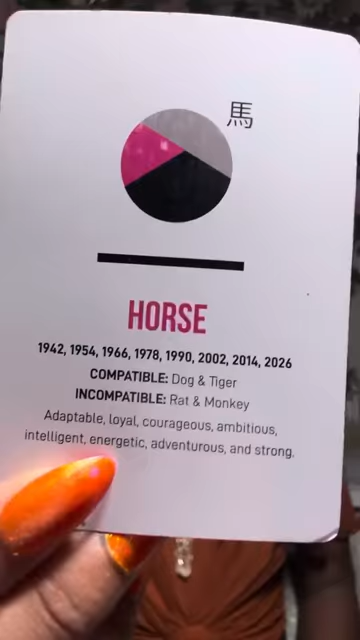 馬
HORSE
1942, 1954, 1966, 1978, 1990, 2002, 2014, 2026
COMPATIBLE: Dog & Tiger
INCOMPATIBLE: Rat & Monkey
Adaptable, loyal, courageous, ambitious,
intelligent, energetic, adventurous, and strong.